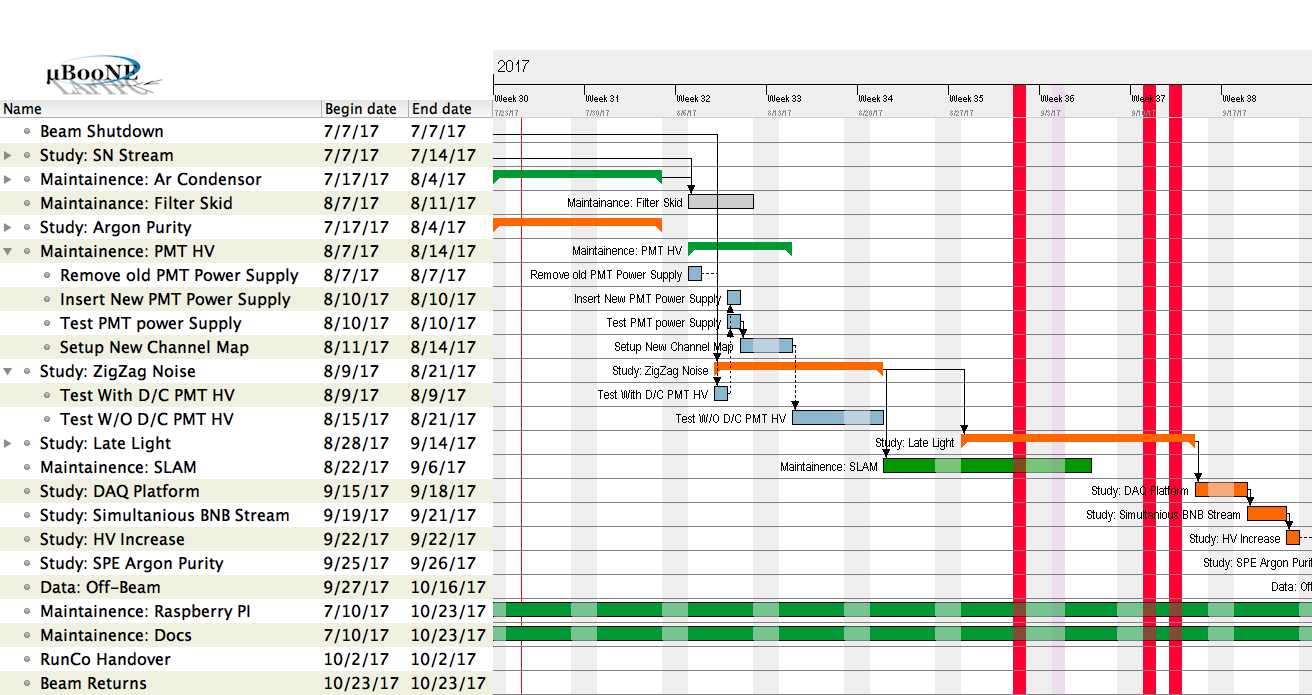 µBooNE
2017
Week 30 Week 31 Week 32 Week 33 Week 34 Week 35 Week 36 Week 37 Week 38
Name Begin date End date 7/23/17 7/30/17 8/6/17 8/13/17 8/20/17 8/27/17 9/3/17 9/17/17
Beam Shutdown 7/7/17 7/7/17
Study: SN Stream 7/7/17 7/14/17
Maintainence: Ar Condensor 7/17/17 8/4/17
Maintainence: Filter Skid 8/7/17 8/11/17 Maintainance: Filter Skid
Study: Argon Purity 7/17/17 8/4/17
Maintainence: PMT HV 8/7/17 8/14/17 Maintainence: PMT HV
Remove old PMT Power Supply 8/7/17 8/7/17 Remove old PMT Power Supply
Insert New PMT Power Supply 8/10/17 8/10/17 Insert New PMT Power Supply
Test PMT power Supply 8/10/17 8/10/17 Test PMT power Supply
Setup New Channel Map 8/11/17 8/14/17 Setup New Channel Map
Study: ZigZag Noise 8/9/17 8/21/17 Study: ZigZag Noise
Test With D/C PMT HV 8/9/17 8/9/17 Test With D/C PMT HV
Test W/O D/C PMT HV 8/15/17 8/21/17 Test W/O D/C PMT HV
Study: Late Light 8/28/17 9/14/17 Study: Late Light
Maintainence: SLAM 8/22/17 9/6/17 Maintainence: SLAM
Study: DAQ Platform 9/15/17 9/18/17 Study: DAQ Platform
Study: Simultanious BNB Stream 9/19/17 9/21/17 Study: Simultanious BNB Stream
Study: HV Increase 9/22/17 9/22/17 Study: HV Increase
Study: SPE Argon Purity 9/25/17 9/26/17 Study: SPE Argon Puri
Data: Off-Beam 9/27/17 10/16/17 Data: Off
Maintainence: Raspberry PI 7/10/17 10/23/17
Maintainence: Docs 7/10/17 10/23/17
RunCo Handover 10/2/17 10/2/17
Beam Returns 10/23/17 10/23/17